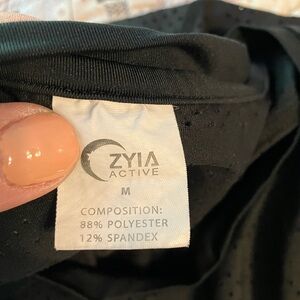 ZYIA
ACTIVE
M
COMPOSITION:
88% POLYESTER
12% SPANDEX